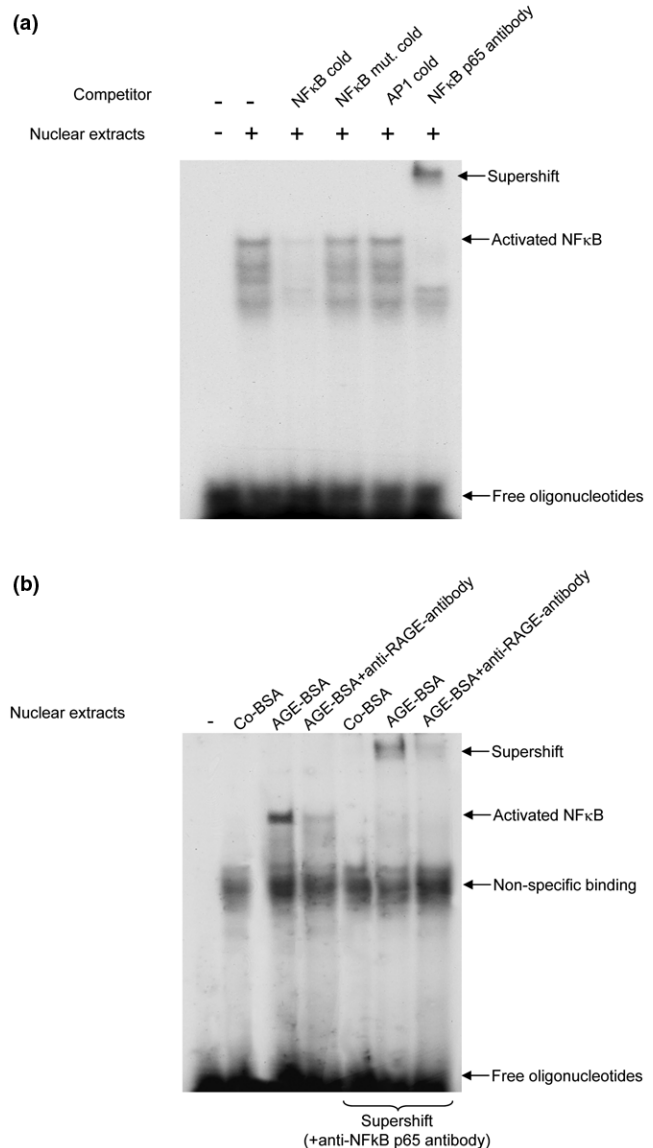 (a)
Competitor - - NFκB cold NFκB mut. cold AP1 cold NFκB p65 antibody
Nuclear extracts - + + + + +
Supershift
Activated NFκB
Free oligonucleotides
(b)
Nuclear extracts - Co-BSA AGE-BSA AGE-BSA+anti-RAGE-antibody Co-BSA AGE-BSA AGE-BSA+anti-RAGE-antibody
Supershift
Activated NFκB
Non-specific binding
Free oligonucleotides
Supershift
(+anti-NFkB p65 antibody)